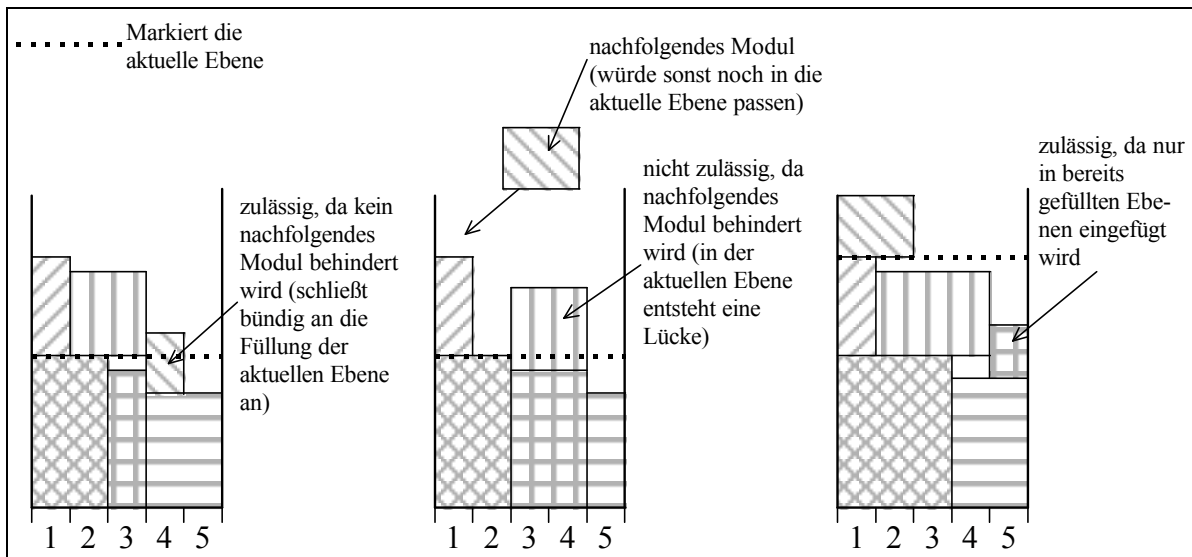 Markiert die
aktuelle Ebene
nachfolgendes Modul
(würde sonst noch in die
aktuelle Ebene passen)
zulässig, da kein
nachfolgendes
Modul behindert
wird (schließt
bündig an die
Füllung der
aktuellen Ebene
an)
nicht zulässig, da
nachfolgendes
Modul behindert
wird (in der
aktuellen Ebene
entsteht eine
Lücke)
zulässig, da nur
in bereits
gefüllten Ebe-
nen eingefügt
wird
1 2 3 4 5
1 2 3 4 5
1 2 3 4 5